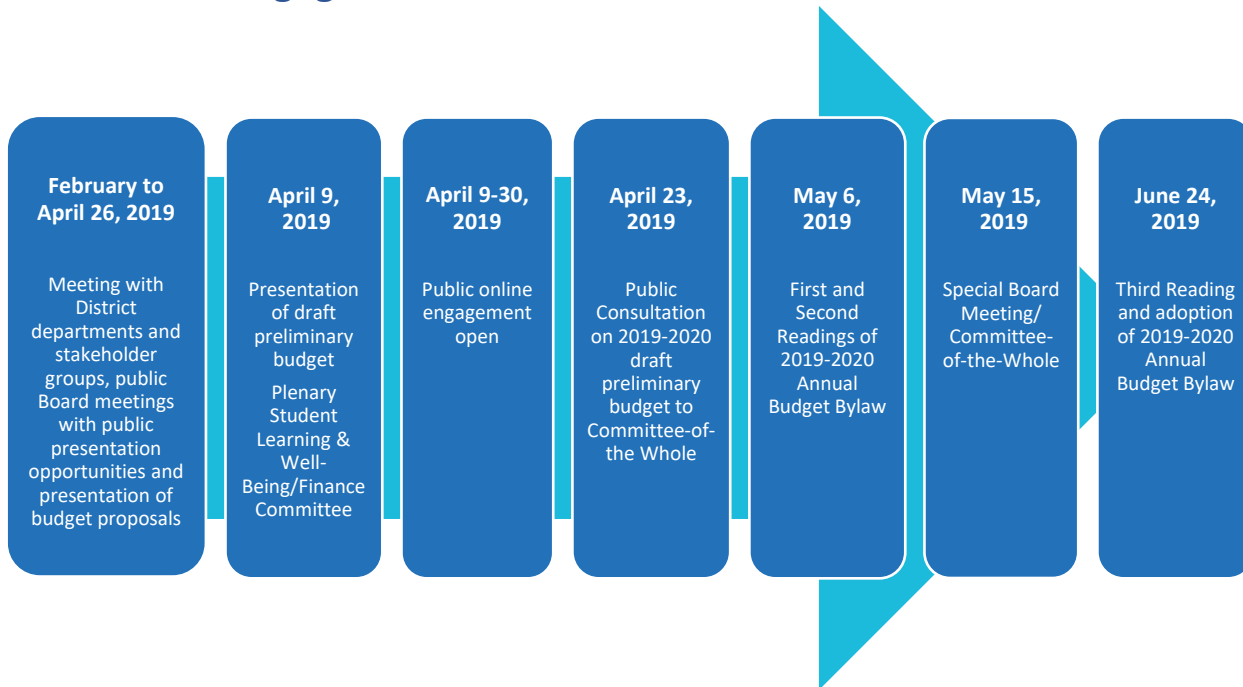 February to
April 26, 2019
Meeting with
District
departments and
stakeholder
groups, public
Board meetings
with public
presentation
opportunities and
presentation of
budget proposals
April 9,
2019
Presentation
of draft
preliminary
budget
Plenary
Student
Learning &
Well-
Being/Finance
Committee
April 9-30,
2019
Public online
engagement
open
April 23,
2019
Public
Consultation
on 2019-2020
draft
preliminary
budget to
Committee-of-
the Whole
May 6,
2019
First and
Second
Readings of
2019-2020
Annual
Budget Bylaw
May 15,
2019
Special Board
Meeting/
Committee-
of-the-Whole
June 24,
2019
Third Reading
and adoption
of 2019-2020
Annual
Budget Bylaw